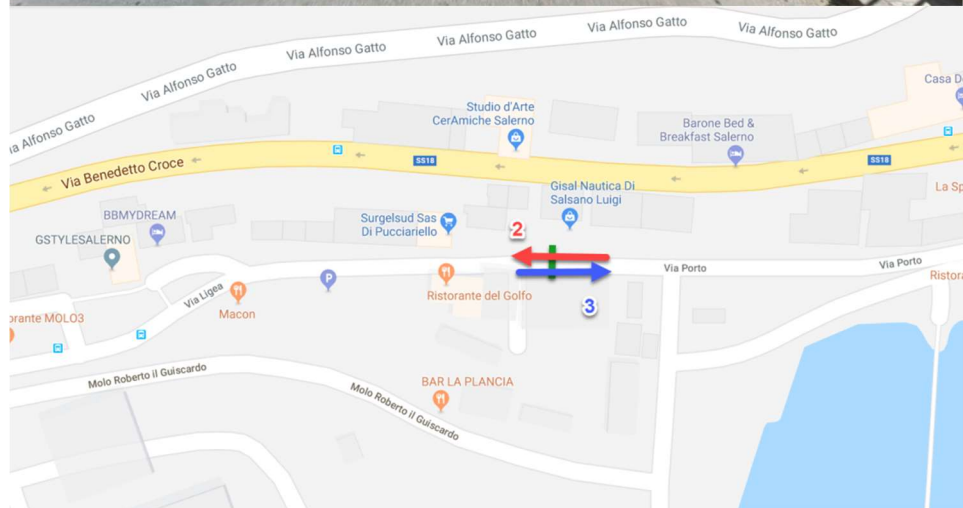 Via Alfonso Gatto
Via Alfonso Gatto
Via Alfonso Gatto
Via Alfonso Gatto
Via Alfonso Gatto
ia Alfonso Gatto
Casa D
Studio d'Arte
CerAmiche Salerno
Barone Bed &
Breakfast Salerno
SS18
SS18
Via Benedetto Croce
La Sp
Gisal Nautica Di
Salsano Luigi
BBMYDREAM
Surgelsud Sas
Di Pucciariello
GSTYLESALERNO
2
Via Porto
Via Porto
P
Ristor
Ristorante del Golfo
Via Ligea
3
Macon
orante MOLO3
Molo Roberto il Guiscardo
BAR LA PLANCIA
Molo Roberto il Guiscardo